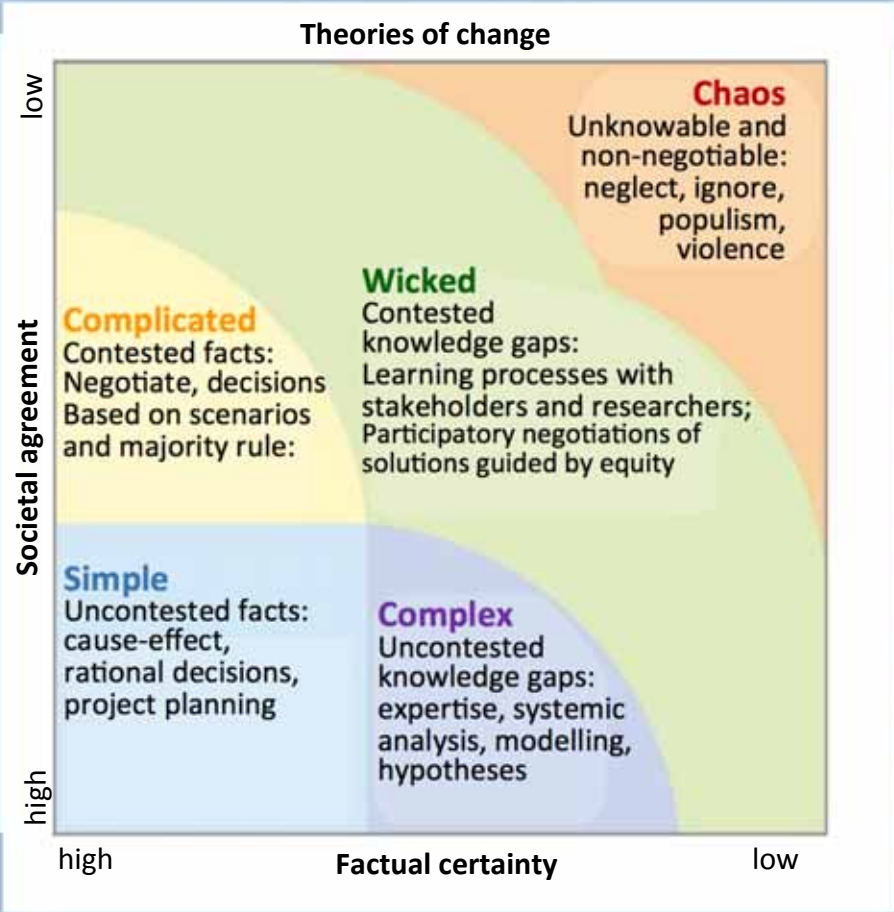 Theories of change
low
Chaos
Unknowable and
non-negotiable:
neglect, ignore,
populism,
violence
Wicked
Contested
knowledge gaps:
Learning processes with
stakeholders and researchers;
Participatory negotiations of
solutions guided by equity
Complicated
Contested facts:
Negotiate, decisions
Based on scenarios
and majority rule:
Societal agreement
Simple
Uncontested facts:
cause-effect,
rational decisions,
project planning
Complex
Uncontested
knowledge gaps:
expertise, systemic
analysis, modelling,
hypotheses
high
high
Factual certainty
low